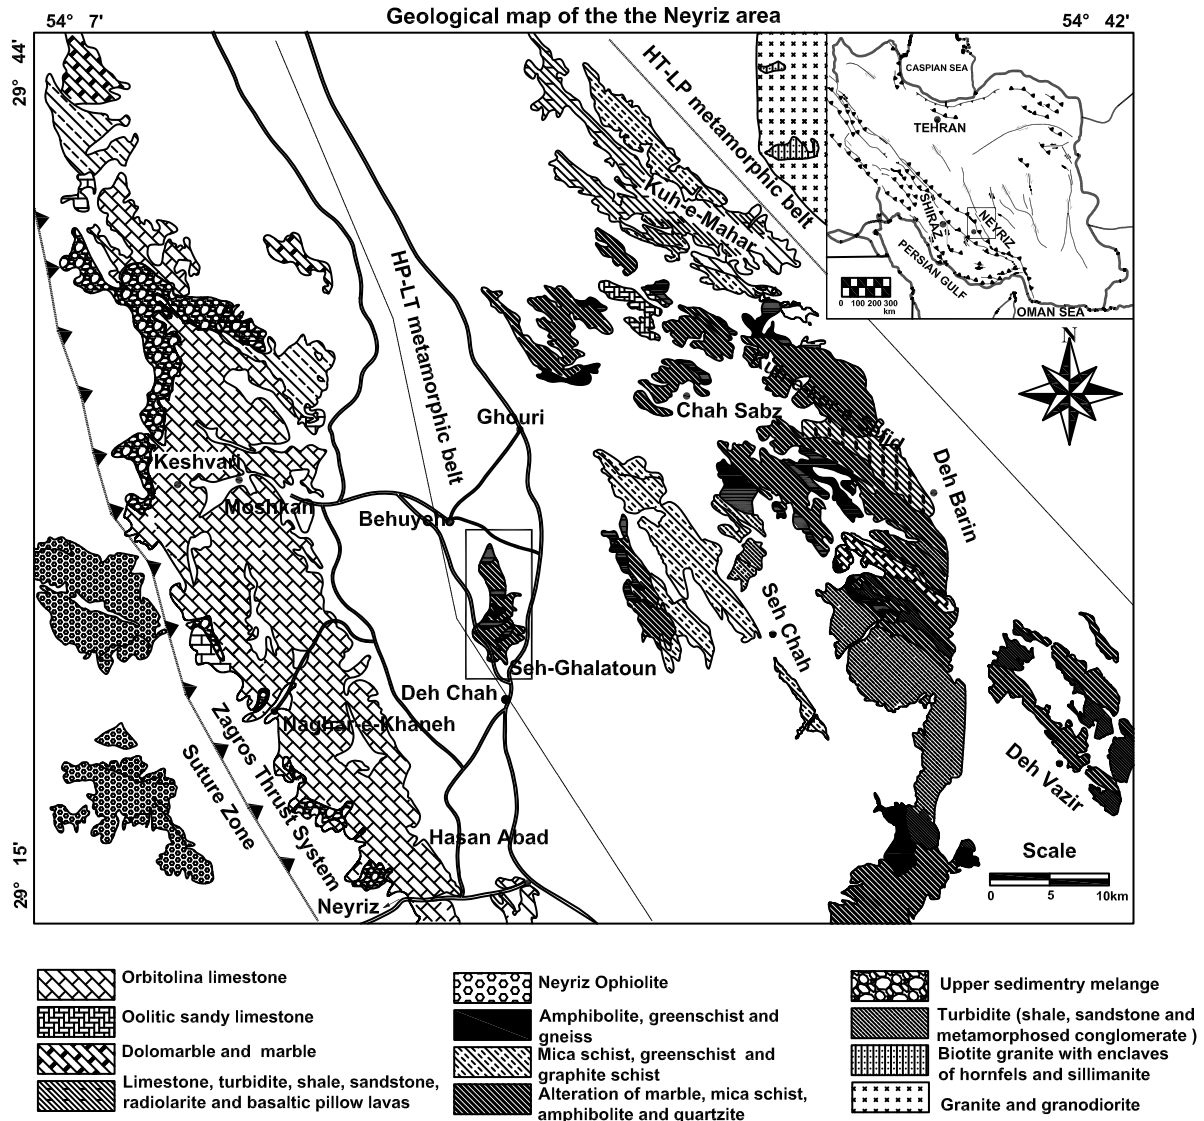 Geological map of the the Neyriz area
54° 7'
54° 42'
29° 44'
29° 15'
HT-LP metamorphic belt
Kuh-e-Mahar
HP-LT metamorphic belt
CASPIAN SEA
TEHRAN
SHIRAZ
NEYRIZ
PERSIAN GULF
OMAN SEA
0 100 200 300
km
N
Ghouri
Chah Sabz
Deh Barin
Keshvari
Moshkan
Behuyeh
Seh Chah
Seh-Ghalatoun
Deh Chah
Naghar-e-Khaneh
Zagros Thrust System
Suture Zone
Deh Vazir
Hasan Abad
Neyriz
Scale
0 5 10km
Orbitolina limestone
Oolitic sandy limestone
Dolomarble and marble
Limestone, turbidite, shale, sandstone,
radiolarite and basaltic pillow lavas
Neyriz Ophiolite
Amphibolite, greenschist and
gneiss
Mica schist, greenschist and
graphite schist
Alteration of marble, mica schist,
amphibolite and quartzite
Upper sedimentry melange
Turbidite (shale, sandstone and
metamorphosed conglomerate )
Biotite granite with enclaves
of hornfels and sillimanite
Granite and granodiorite